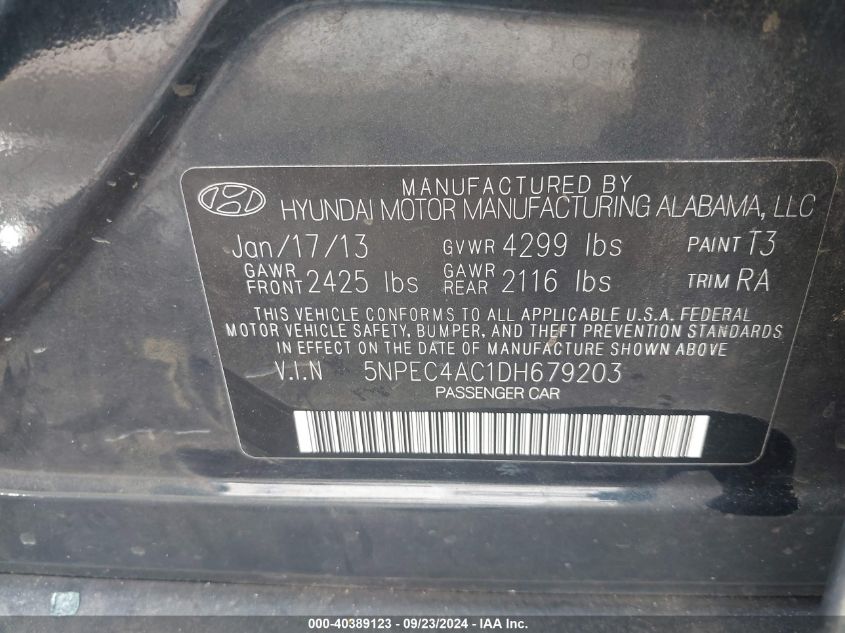 MANUFACTURED BY
HYUNDAI MOTOR MANUFACTURING ALABAMA, LLC
Jan/17/13 GVWR 4299 lbs PAINT T3
GAWR FRONT 2425 lbs GAWR REAR 2116 lbs TRIM RA
THIS VEHICLE CONFORMS TO ALL APPLICABLE U.S.A. FEDERAL
MOTOR VEHICLE SAFETY, BUMPER, AND THEFT PREVENTION STANDARDS
IN EFFECT ON THE DATE OF MANUFACTURE SHOWN ABOVE
V.I.N 5NPEC4AC1DH679203
PASSENGER CAR
000-40389123 - 09/23/2024 - IAA, Inc.